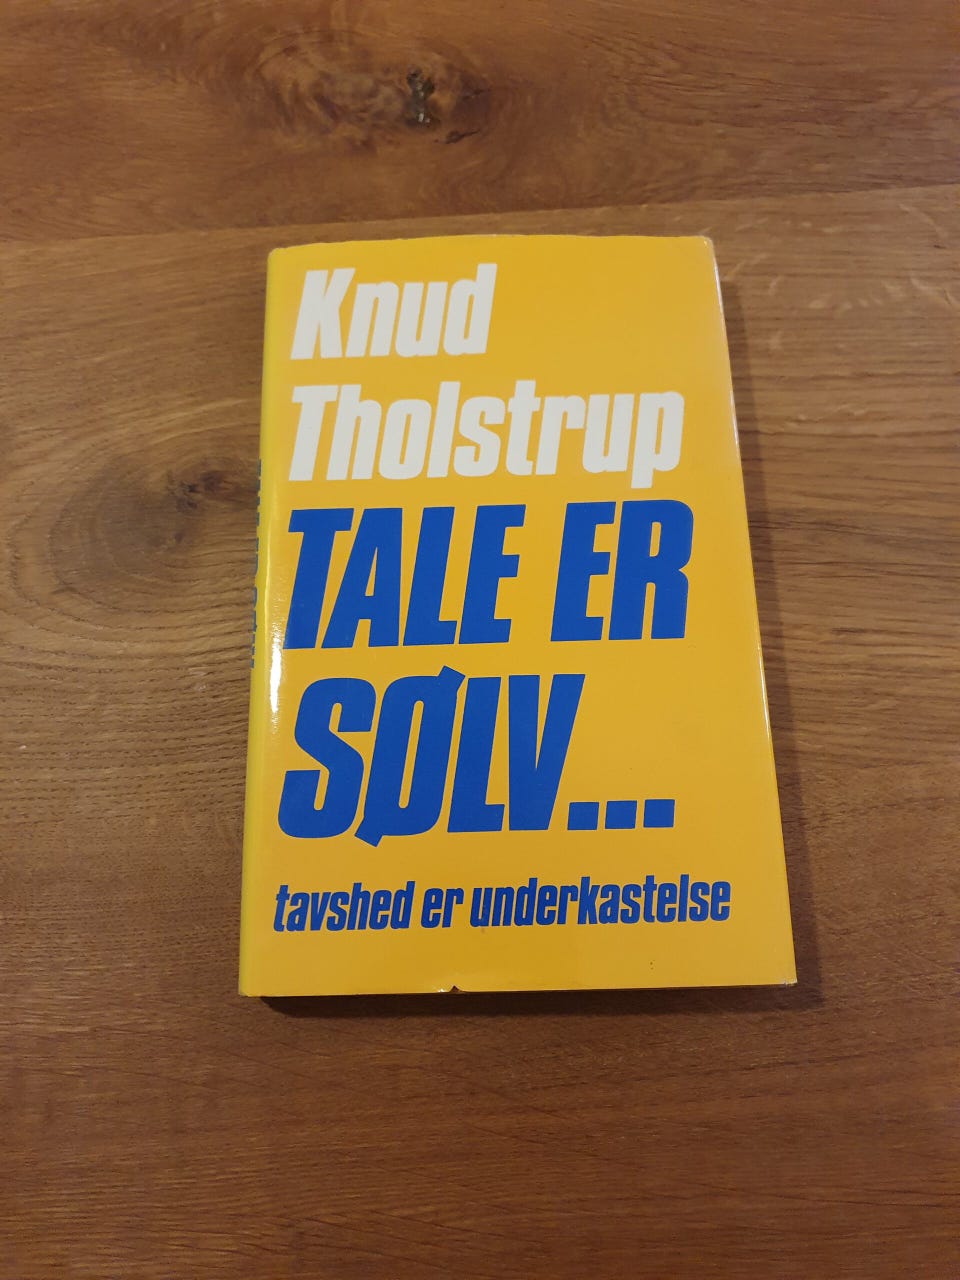 Knud
Tholstrup
TALE ER
SØLV...
tavshed er underkastelse